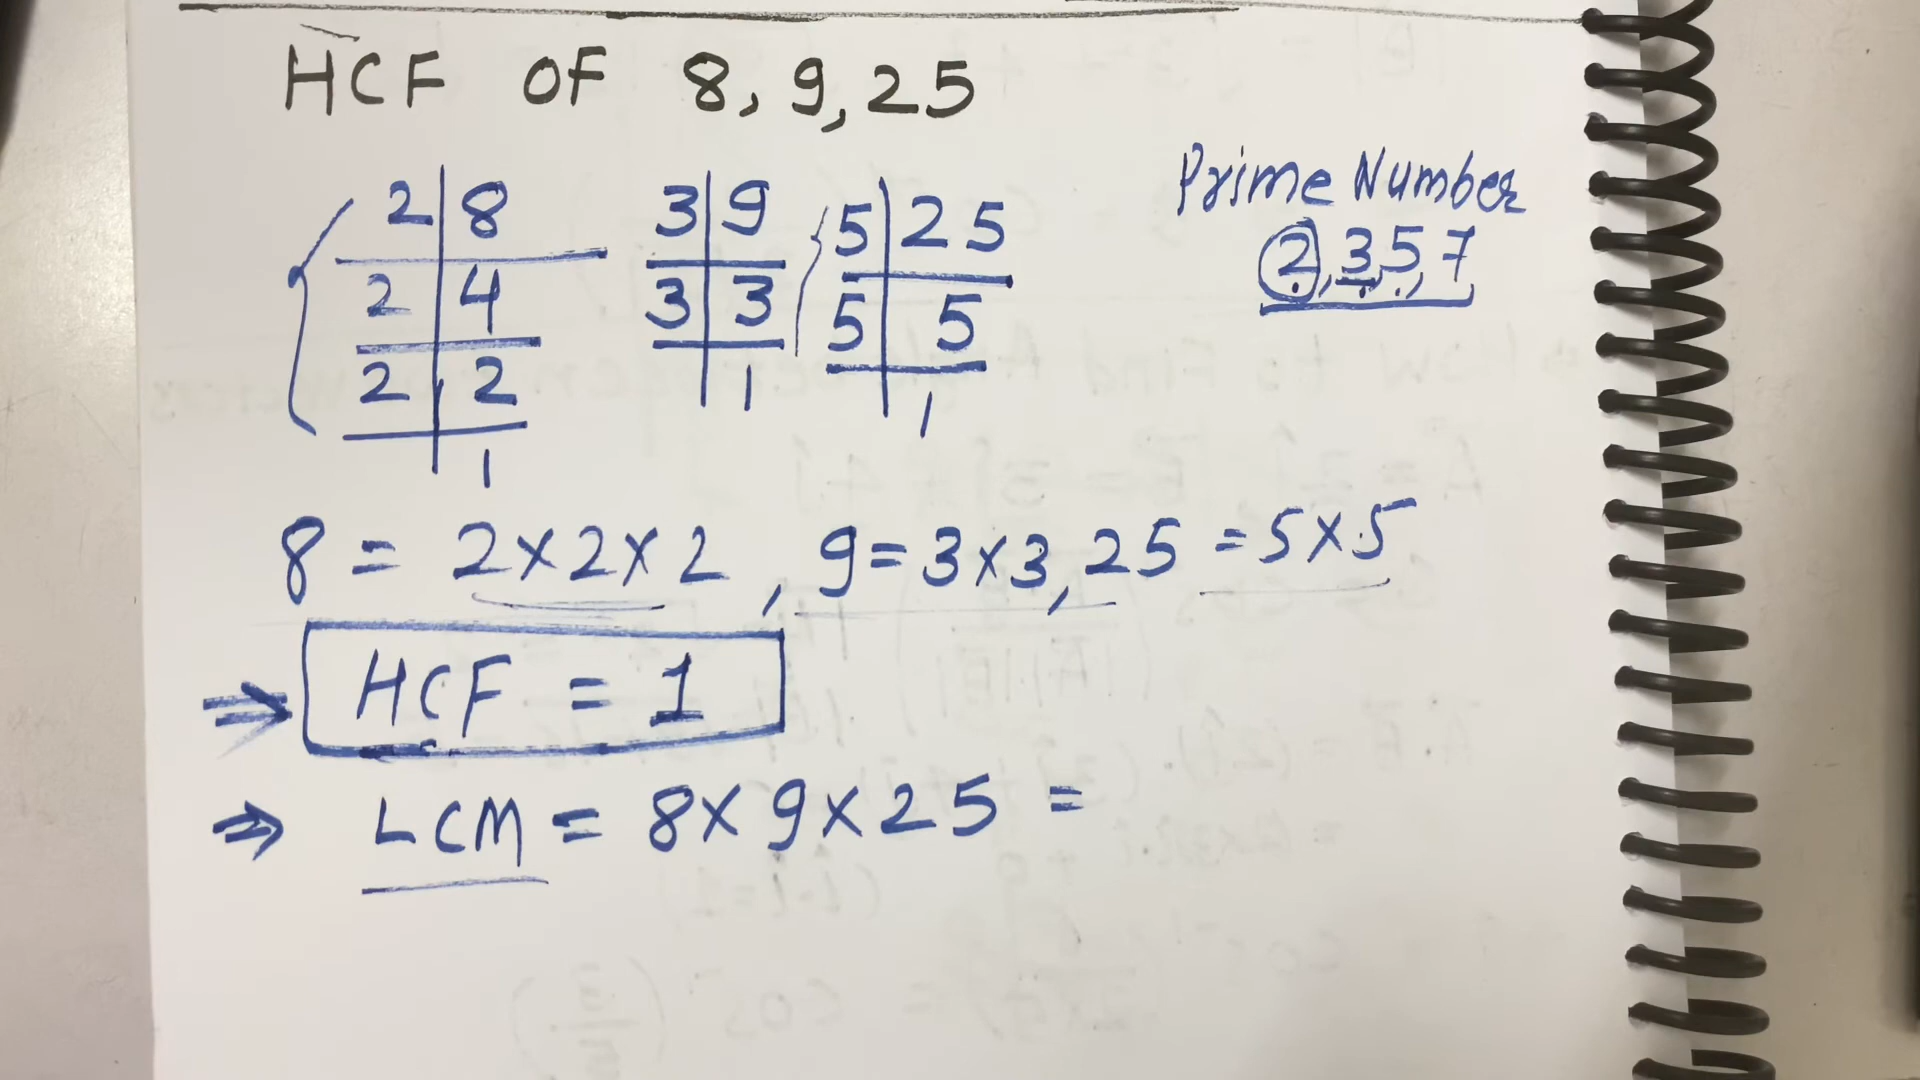 HCF OF 8, 9, 25
Prime Number
2, 3, 5, 7
2 | 8
2 | 4
2 | 2
1
3 | 9
3 | 3
1
5 | 25
5 | 5
1
8 = 2×2×2, 9=3×3, 25 =5×5
⇒ HCF = 1
⇒ LCM = 8×9×25 =